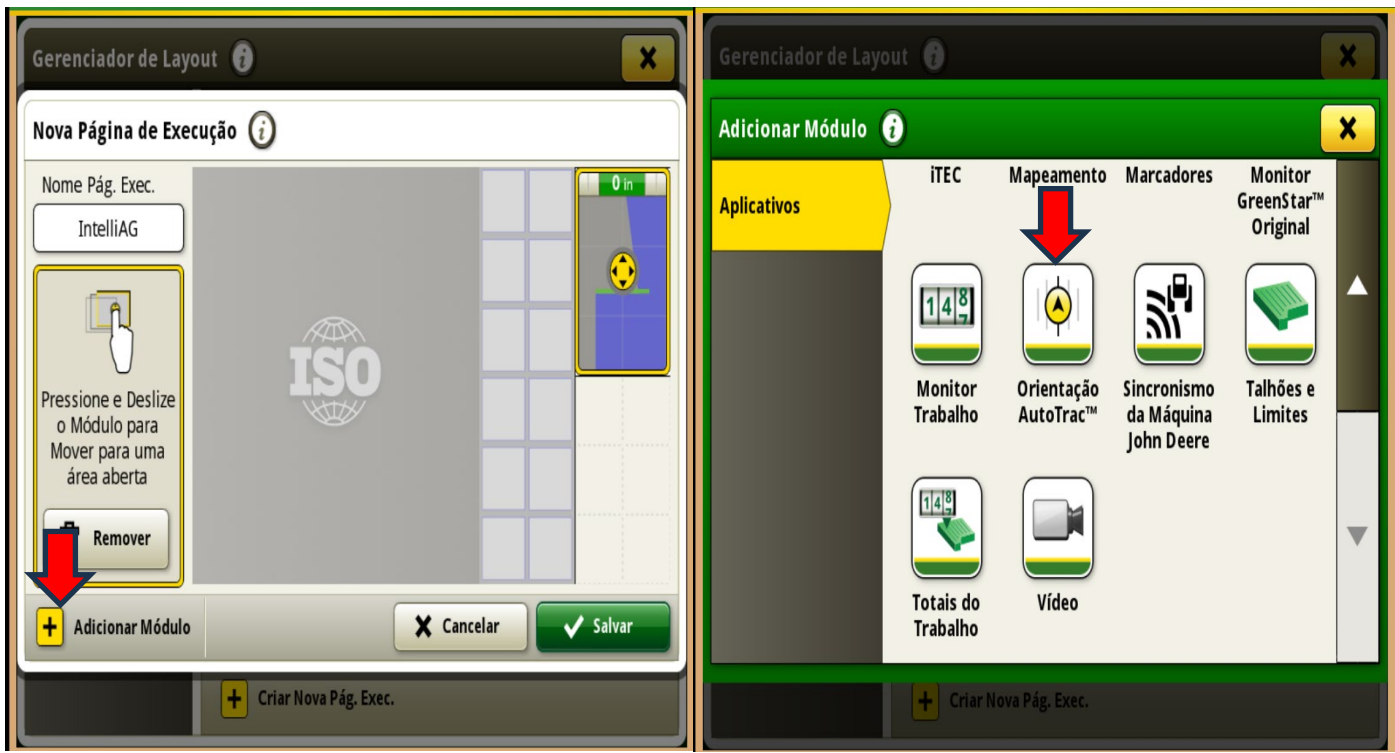 Gerenciador de Layout
Nova Página de Execução
Nome Pág. Exec.
IntelliAG
Pressione e Deslize
o Módulo para
Mover para uma
área aberta
Remover
ISO
0 in
Adicionar Módulo
Cancelar
Salvar
Criar Nova Pág. Exec.
Gerenciador de Layout
Adicionar Módulo
Aplicativos
iTEC
Mapeamento
Marcadores
Monitor
GreenStar™
Original
148
7
Monitor
Trabalho
Orientação
AutoTrac™
Sincronismo
da Máquina
John Deere
Talhões e
Limites
148
Totais do
Trabalho
Vídeo
Criar Nova Pág. Exec.